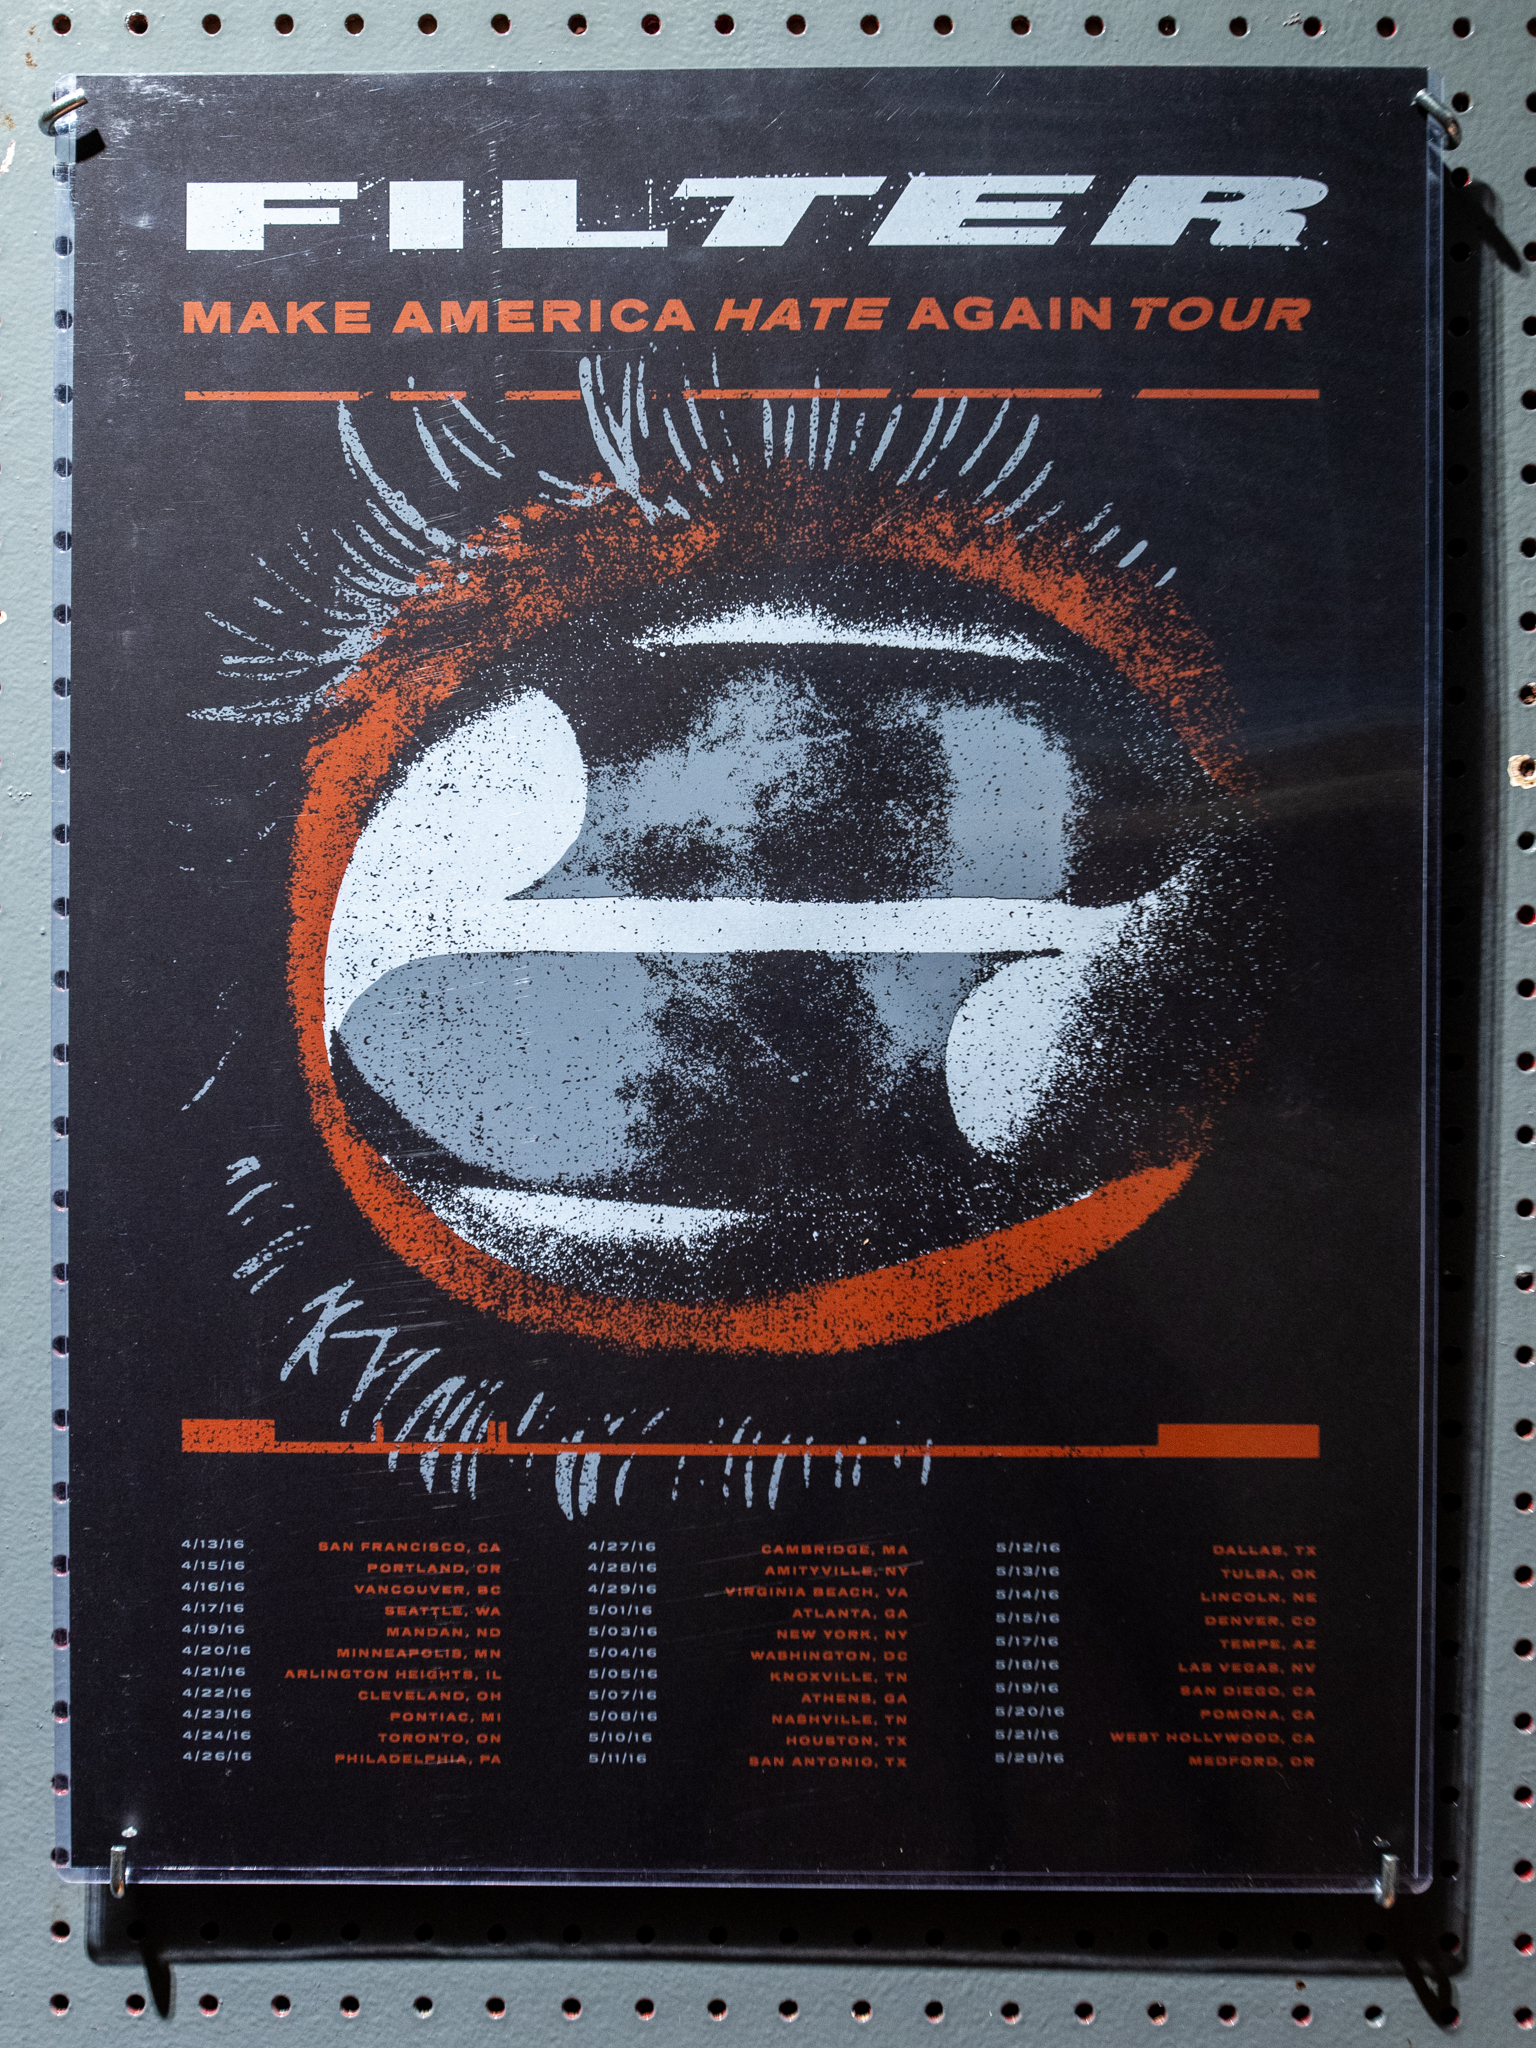 FILTER
MAKE AMERICA HATE AGAIN TOUR
4/13/16 SAN FRANCISCO, CA
4/15/16 PORTLAND, OR
4/16/16 VANCOUVER, BC
4/17/16 SEATTLE, WA
4/19/16 MANDAN, ND
4/20/16 MINNEAPOLIS, MN
4/21/16 ARLINGTON HEIGHTS, IL
4/22/16 CLEVELAND, OH
4/23/16 PONTIAC, MI
4/24/16 TORONTO, ON
4/26/16 PHILADELPHIA, PA
4/27/16 CAMBRIDGE, MA
4/28/16 AMITYVILLE, NY
4/29/16 VIRGINIA BEACH, VA
5/01/16 ATLANTA, GA
5/03/16 NEW YORK, NY
5/04/16 WASHINGTON, DC
5/05/16 KNOXVILLE, TN
5/07/16 ATHENS, GA
5/08/16 NASHVILLE, TN
5/10/16 HOUSTON, TX
5/11/16 SAN ANTONIO, TX
5/12/16 DALLAS, TX
5/13/16 TULSA, OK
5/14/16 LINCOLN, NE
5/15/16 DENVER, CO
5/17/16 TEMPE, AZ
5/18/16 LAS VEGAS, NV
5/19/16 SAN DIEGO, CA
5/20/16 POMONA, CA
5/21/16 WEST HOLLYWOOD, CA
5/28/16 MEDFORD, OR